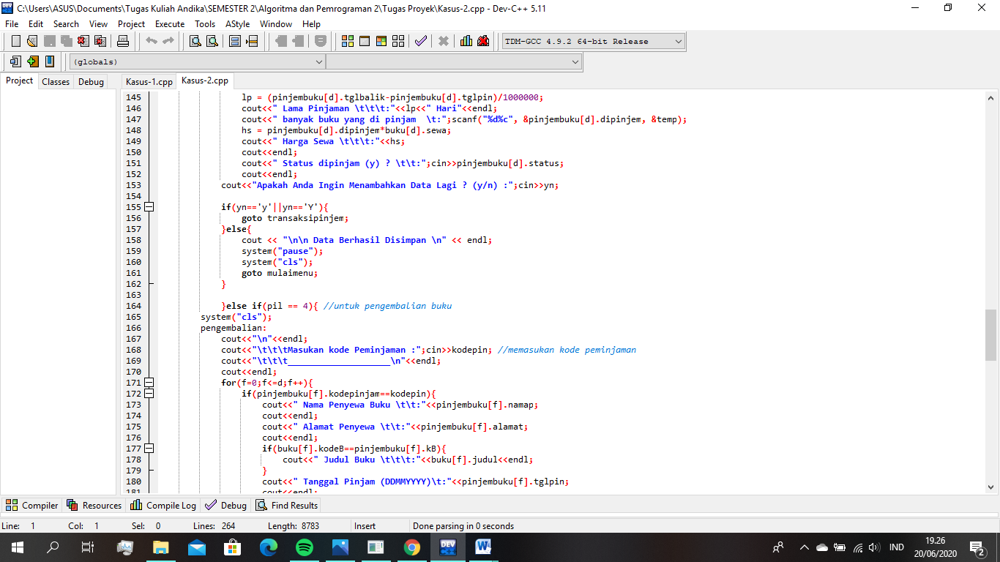 C:\Users\ASUS\Documents\Tugas Kuliah Andika\SEMESTER 2\Algoritma dan Pemrograman 2\Tugas Proyek\Kasus-2.cpp - Dev-C++ 5.11
File Edit Search View Project Execute Tools AStyle Window Help
TDM-GCC 4.9.2 64-bit Release
(globals)
Project Classes Debug Kasus-1.cpp Kasus-2.cpp
145 lp = (pinjembuku[d].tglbalik-pinjembuku[d].tglpin)/1000000;
146 cout<<" Lama Pinjaman \t\t\t:"<<lp<<" Hari"<<endl;
147 cout<<" banyak buku yang di pinjam  \t:";scanf("%d%c", &pinjembuku[d].dipinjem, &temp);
148 hs = pinjembuku[d].dipinjem*buku[d].sewa;
149 cout<<" Harga Sewa \t\t\t:"<<hs;
150 cout<<endl;
151 cout<<" Status dipinjam (y) ? \t\t:";cin>>pinjembuku[d].status;
152 cout<<endl;
153 cout<<"Apakah Anda Ingin Menambahkan Data Lagi ? (y/n) :";cin>>yn;
154
155 if(yn=='y'||yn=='Y'){
156 goto transaksipinjem;
157 }else{
158 cout << "\n\n Data Berhasil Disimpan \n" << endl;
159 system("pause");
160 system("cls");
161 goto mulaimenu;
162 }
163
164 }else if(pil == 4){ //untuk pengembalian buku
165 system("cls");
166 pengembalian:
167 cout<<"\n"<<endl;
168 cout<<"\t\t\tMasukan kode Peminjaman :";cin>>kodepin; //memasukan kode peminjaman
169 cout<<"\t\t\t____________________\n"<<endl;
170 cout<<endl;
171 for(f=0;f<=d;f++){
172 if(pinjembuku[f].kodepinjam==kodepin){
173 cout<<" Nama Penyewa Buku \t\t:"<<pinjembuku[f].namap;
174 cout<<endl;
175 cout<<" Alamat Penyewa \t\t:"<<pinjembuku[f].alamat;
176 cout<<endl;
177 if(buku[f].kodeB==pinjembuku[f].kB){
178 cout<<" Judul Buku \t\t\t:"<<buku[f].judul<<endl;
179 }
180 cout<<" Tanggal Pinjam (DDMMYYYY)\t:"<<pinjembuku[f].tglpin;
181 cout<<endl;
Compiler Resources Compile Log Debug Find Results
Line: 1 Col: 1 Sel: 0 Lines: 264 Length: 8783 Insert Done parsing in 0 seconds
IND
19.26
20/06/2020
2